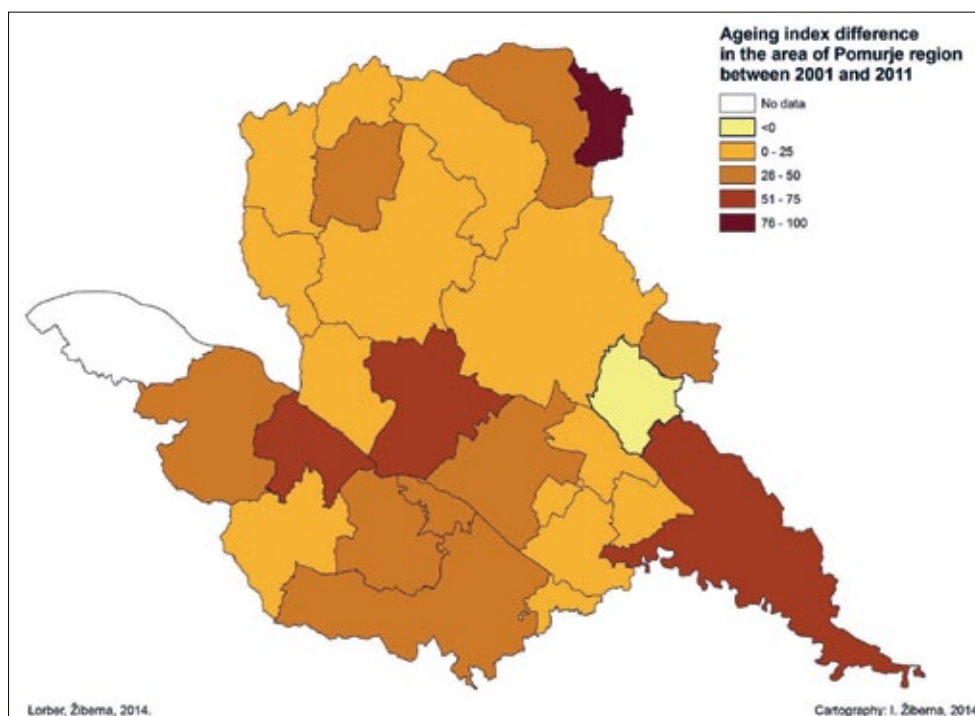 Ageing index difference
in the area of Pomurje region
between 2001 and 2011
No data
<0
0 - 25
26 - 50
51 - 75
76 - 100
Lorber, Žiberna, 2014.
Cartography: I. Žiberna, 2014